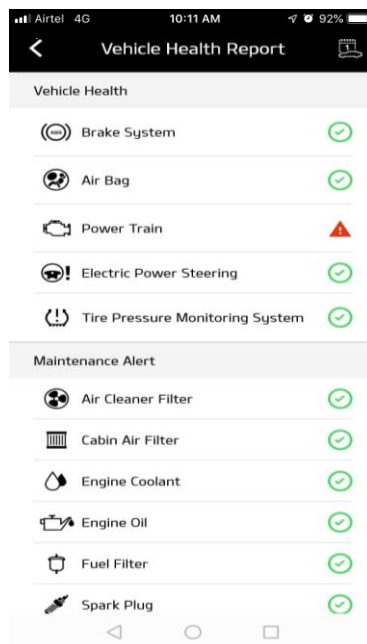 Airtel 4G 10:11 AM 92%
Vehicle Health Report
1
Vehicle Health
ABS Brake System
Air Bag
Power Train
! Electric Power Steering
(!) Tire Pressure Monitoring System
Maintenance Alert
Air Cleaner Filter
Cabin Air Filter
Engine Coolant
Engine Oil
Fuel Filter
Spark Plug